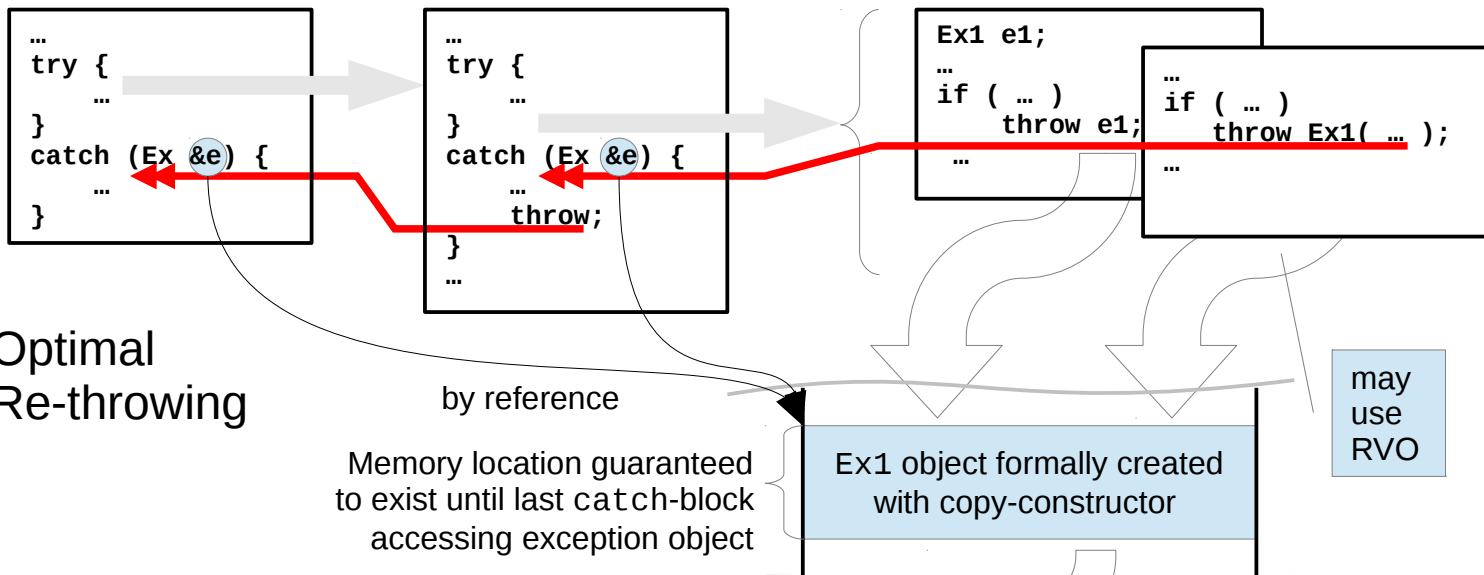 …
try {
…
}
catch (Ex &e) {
…
}
…
try {
…
}
catch (Ex &e) {
…
throw;
}
…
Ex1 e1;
…
if ( … )
throw e1;
…
…
if ( … )
throw Ex1( … );
…
Optimal
Re-throwing
by reference
Memory location guaranteed
to exist until last catch-block
accessing exception object
Ex1 object formally created
with copy-constructor
may
use
RVO